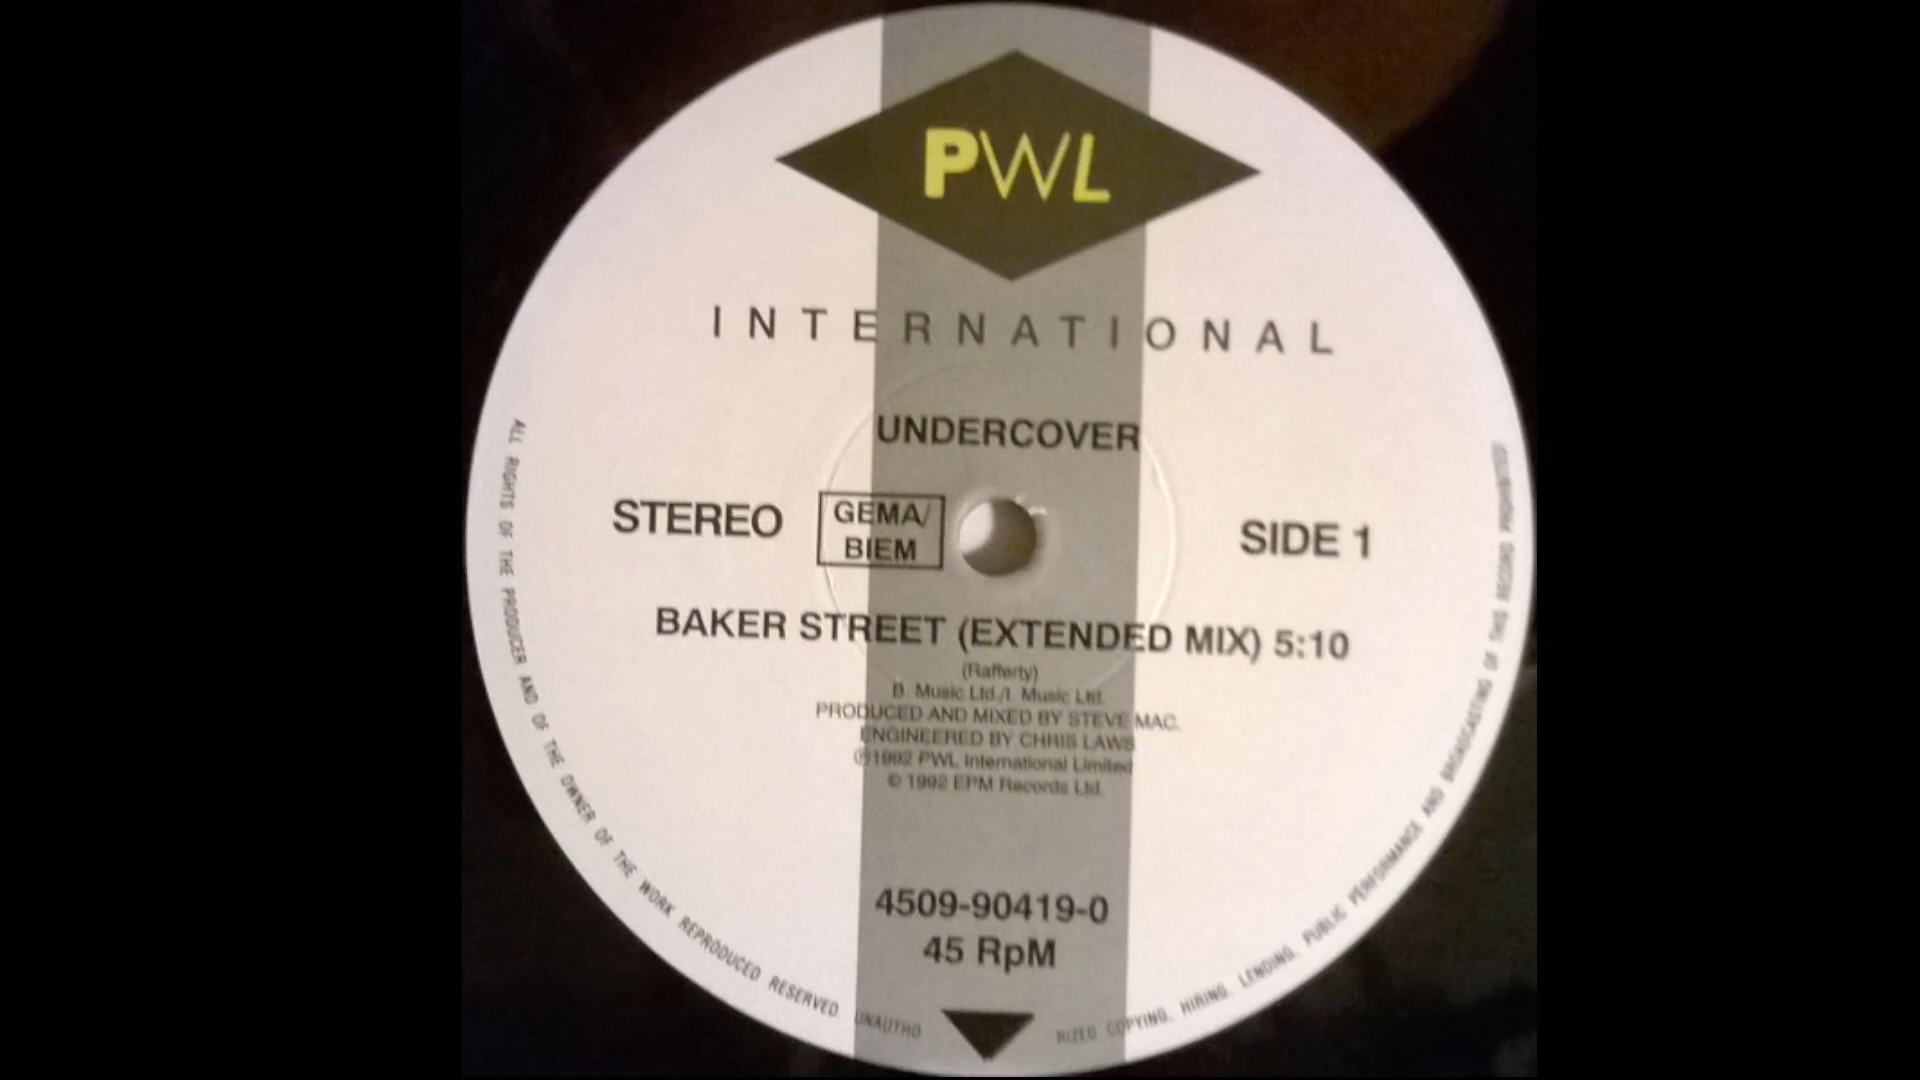 PWL
INTERNATIONAL
UNDERCOVER
STEREO
GEMA/
BIEM
SIDE 1
BAKER STREET (EXTENDED MIX) 5:10
(Rafferty)
B. Music Ltd./I. Music Ltd.
PRODUCED AND MIXED BY STEVE MAC.
ENGINEERED BY CHRIS LAWS
℗1992 PWL International Limited
© 1992 EPM Records Ltd.
4509-90419-0
45 RpM
ALL RIGHTS OF THE PRODUCER AND OF THE OWNER OF THE WORK REPRODUCED RESERVED UNAUTHO
RIZED COPYING, HIRING, LENDING, PUBLIC PERFORMANCE AND BROADCASTING OF THIS RECORD PROHIBITED